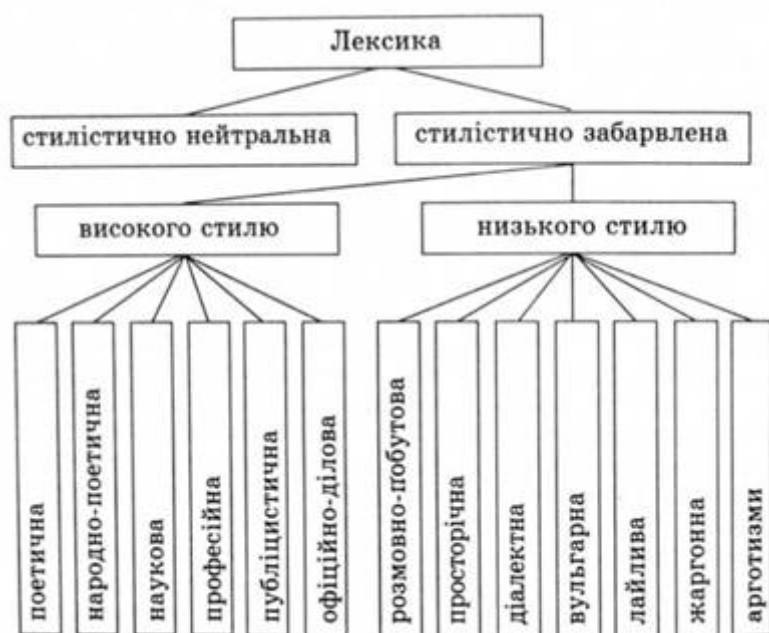 Лексика
стилістично нейтральна
стилістично забарвлена
високого стилю
низького стилю
поетична
народно-поетична
наукова
професійна
публіцистична
офіційно-ділова
розмовно-побутова
просторічна
діалектна
вульгарна
лайлива
жаргонна
арготизми